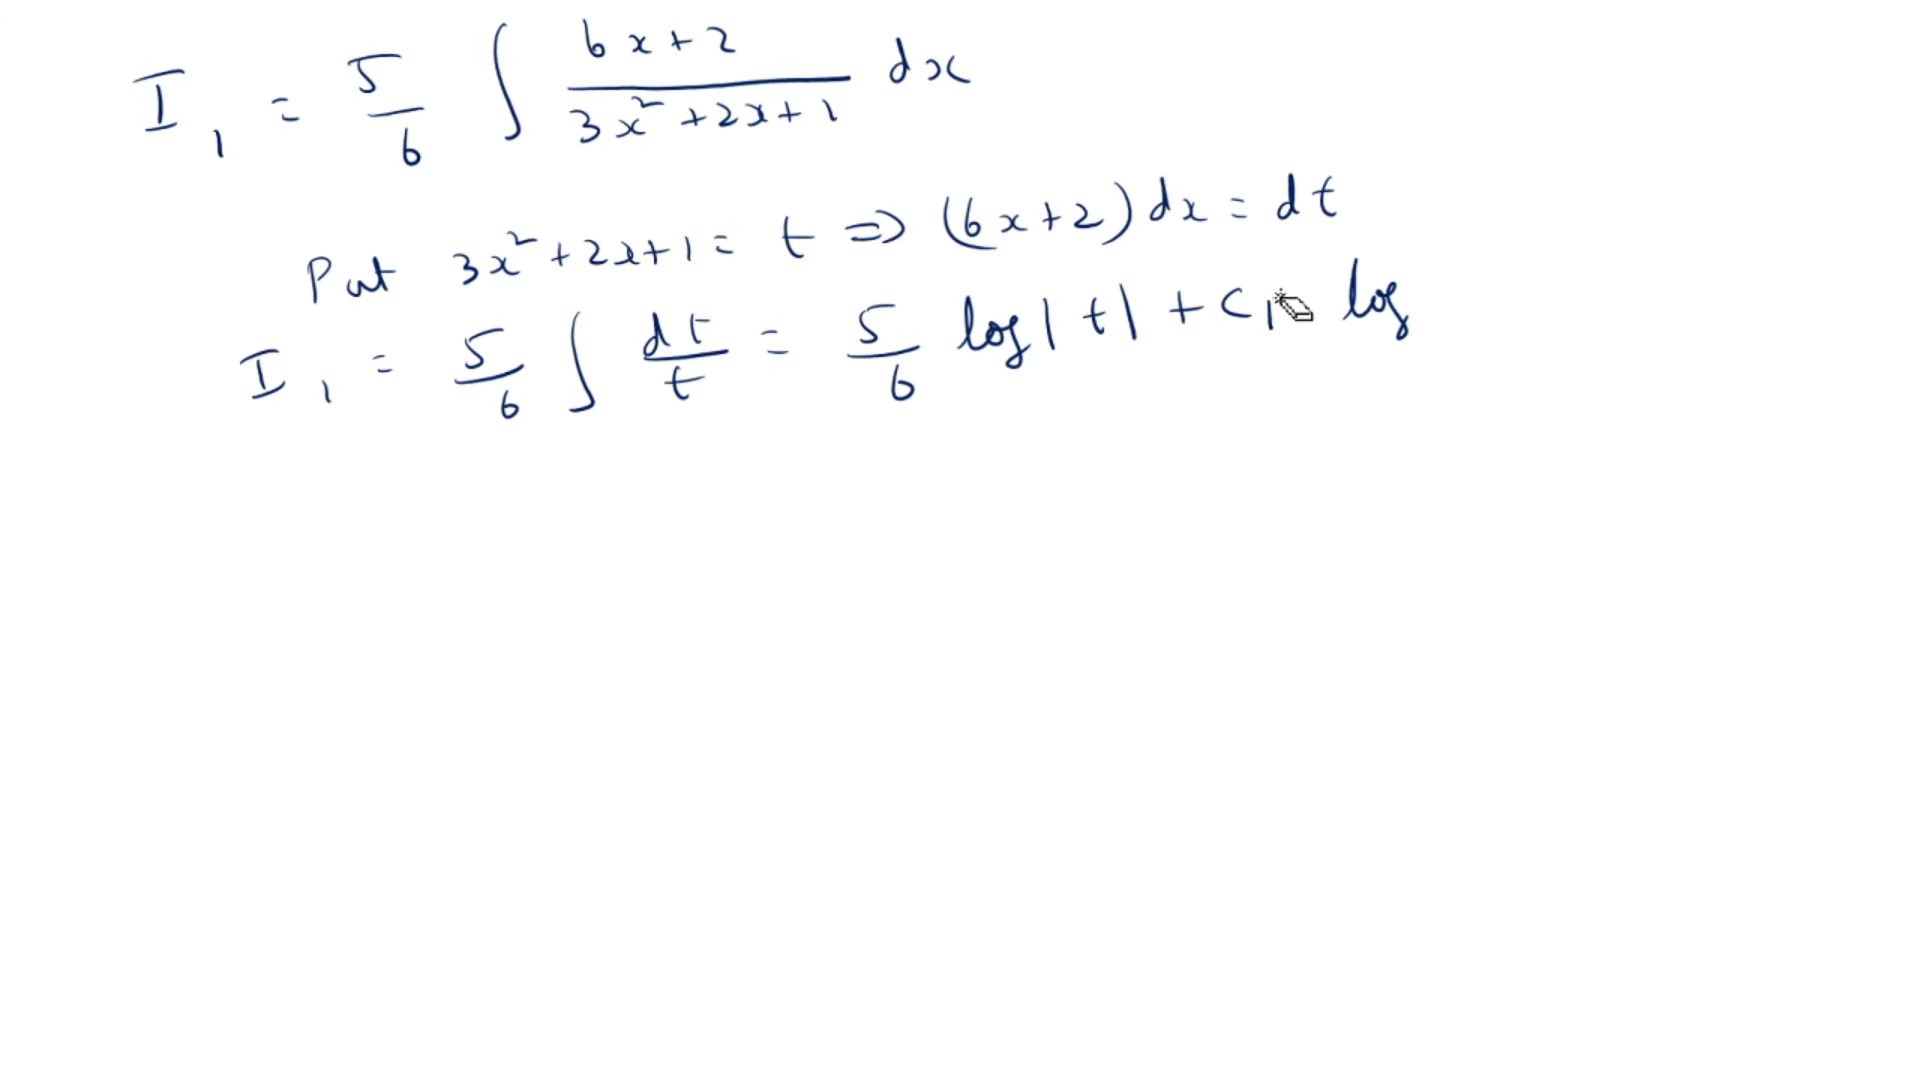 I₁ = 5/6 ∫ (6x+2)/(3x²+2x+1) dx
Put 3x²+2x+1 = t ⇒ (6x+2) dx = dt
I₁ = 5/6 ∫ dt/t = 5/6 log|t| + C₁ log